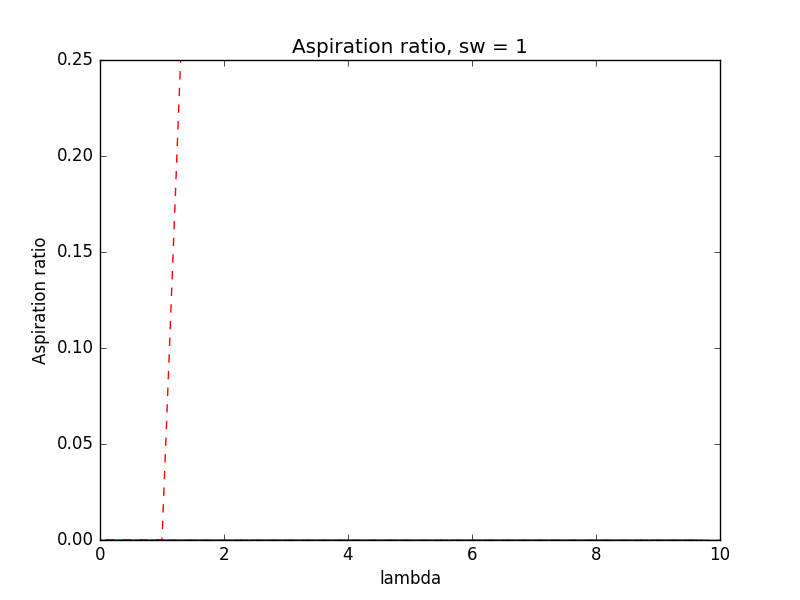 Aspiration ratio, sw = 1
0.25
0.20
0.15
0.10
0.05
0.00
Aspiration ratio
0 2 4 6 8 10
lambda